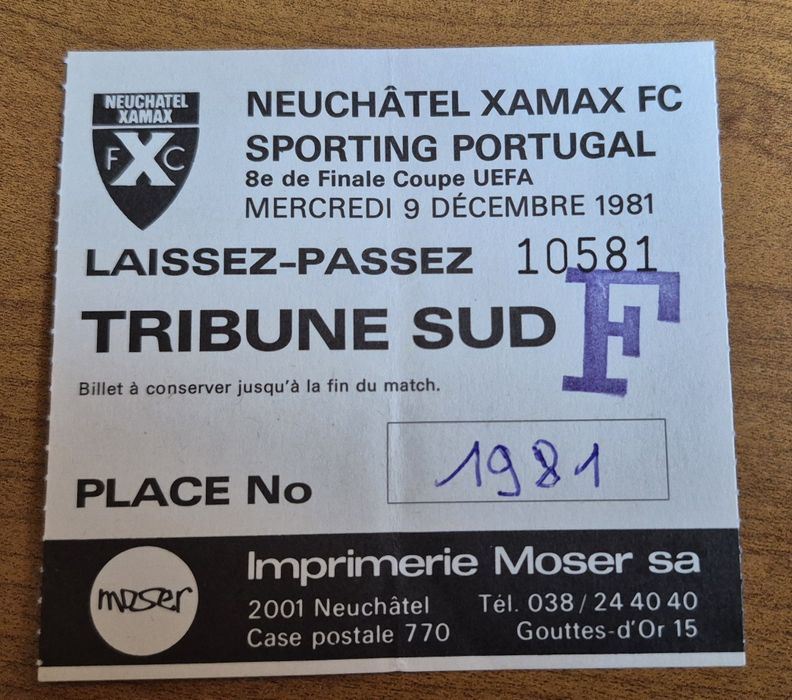 NEUCHATEL
XAMAX
F X C
NEUCHÂTEL XAMAX FC
SPORTING PORTUGAL
8e de Finale Coupe UEFA
MERCREDI 9 DÉCEMBRE 1981
LAISSEZ-PASSEZ 10581
TRIBUNE SUD F
Billet à conserver jusqu'à la fin du match.
PLACE No 1981
moser
Imprimerie Moser sa
2001 Neuchâtel Tél. 038/24 40 40
Case postale 770 Gouttes-d'Or 15